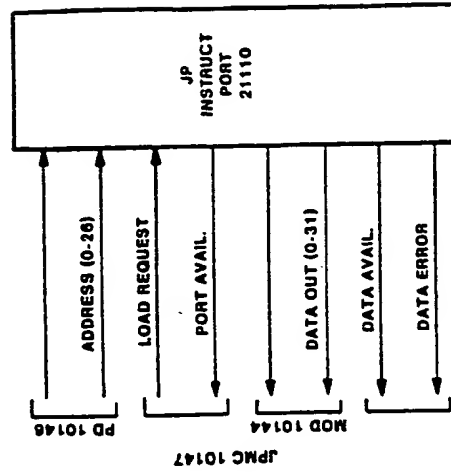 JP
INSTRUCT
PORT
21110
ADDRESS (0-26)
LOAD REQUEST
PORT AVAIL.
DATA OUT (0-31)
DATA AVAIL.
DATA ERROR
PD 10146
MOD 10144
JPMC 10147